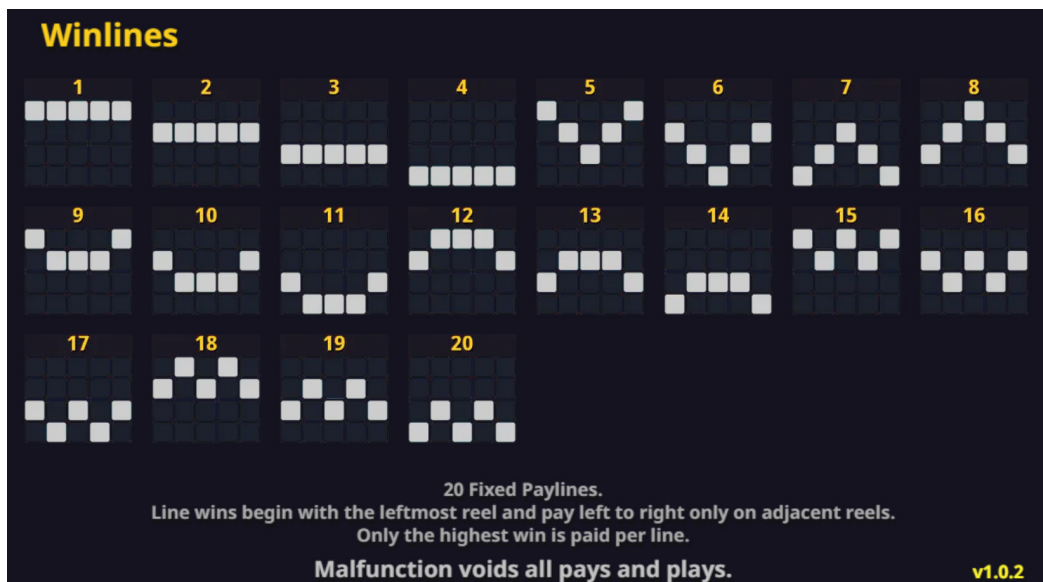 Winlines
1 2 3 4 5 6 7 8
9 10 11 12 13 14 15 16
17 18 19 20
20 Fixed Paylines.
Line wins begin with the leftmost reel and pay left to right only on adjacent reels.
Only the highest win is paid per line.
Malfunction voids all pays and plays.
v1.0.2